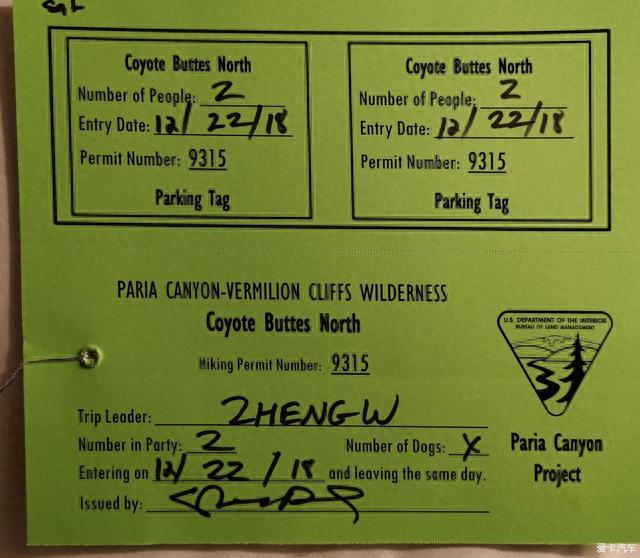 Coyote Buttes North
Number of People: 2
Entry Date: 12/22/18
Permit Number: 9315
Parking Tag
Coyote Buttes North
Number of People: 2
Entry Date: 12/22/18
Permit Number: 9315
Parking Tag
PARIA CANYON-VERMILION CLIFFS WILDERNESS
Coyote Buttes North
Hiking Permit Number: 9315
U.S. DEPARTMENT OF THE INTERIOR
BUREAU OF LAND MANAGEMENT
Trip Leader: ZHENGW
Number in Party: 2 Number of Dogs: X
Entering on 12/22/18 and leaving the same day.
Issued by:
Paria Canyon
Project
爱卡汽车